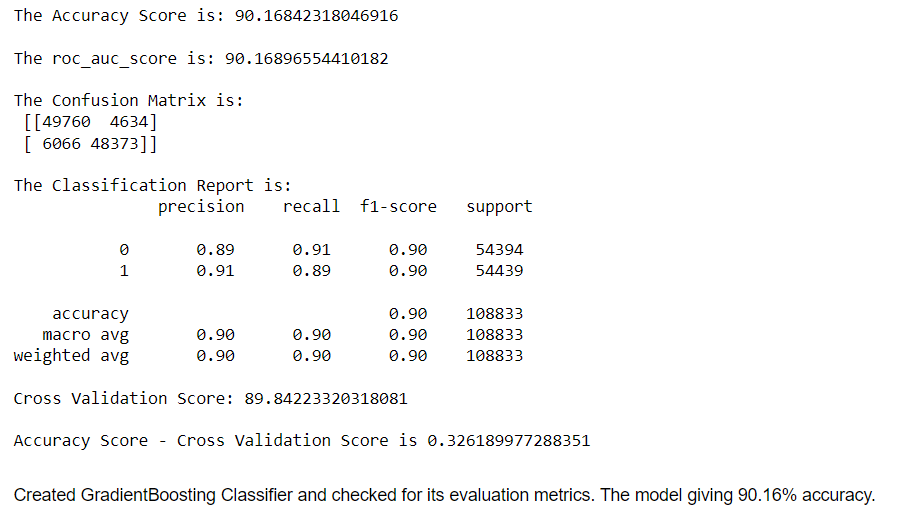 The Accuracy Score is: 90.16842318046916
The roc_auc_score is: 90.16896554410182
The Confusion Matrix is:
[[49760  4634]
[ 6066 48373]]
The Classification Report is:
precision    recall  f1-score   support
0       0.89      0.91      0.90     54394
1       0.91      0.89      0.90     54439
accuracy                           0.90    108833
macro avg       0.90      0.90      0.90    108833
weighted avg       0.90      0.90      0.90    108833
Cross Validation Score: 89.84223320318081
Accuracy Score - Cross Validation Score is 0.326189977288351
Created GradientBoosting Classifier and checked for its evaluation metrics. The model giving 90.16% accuracy.